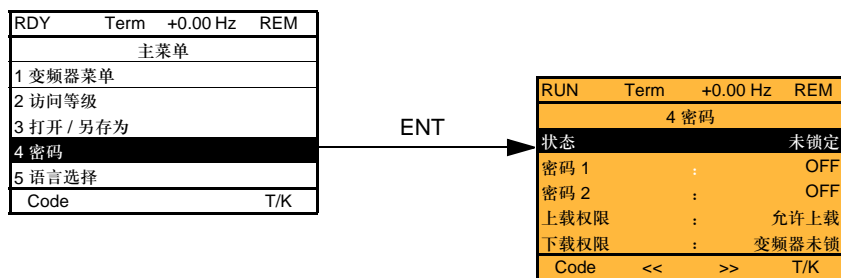 RDY Term +0.00 Hz REM
主菜单
1 变频器菜单
2 访问等级
3 打开 / 另存为
4 密码
5 语言选择
Code T/K
ENT
RUN Term +0.00 Hz REM
4 密码
状态 未锁定
密码 1 : OFF
密码 2 : OFF
上载权限 : 允许上载
下载权限 : 变频器未锁
Code << >> T/K